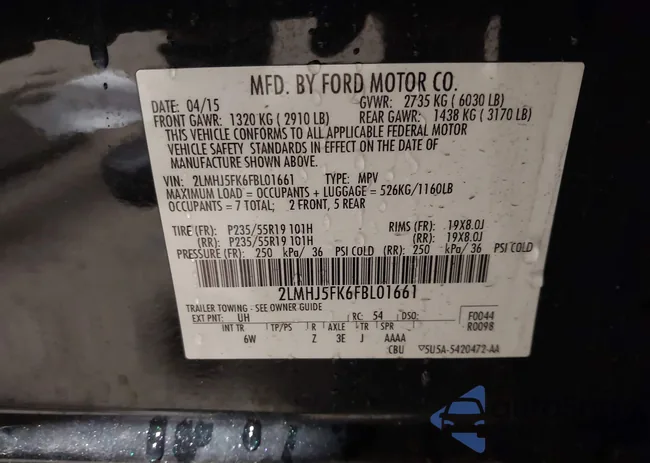 MFD. BY FORD MOTOR CO.
DATE: 04/15 GVWR: 2735 KG ( 6030 LB)
FRONT GAWR: 1320 KG ( 2910 LB) REAR GAWR: 1438 KG ( 3170 LB)
THIS VEHICLE CONFORMS TO ALL APPLICABLE FEDERAL MOTOR
VEHICLE SAFETY STANDARDS IN EFFECT ON THE DATE OF
MANUFACTURE SHOWN ABOVE.
VIN: 2LMHJ5FK6FBL01661 TYPE: MPV
MAXIMUM LOAD = OCCUPANTS + LUGGAGE = 526KG/1160LB
OCCUPANTS = 7 TOTAL; 2 FRONT, 5 REAR
TIRE (FR): P235/55R19 101H RIMS (FR): 19X8.0J
(RR): P235/55R19 101H (RR): 19X8.0J
PRESSURE (FR): 250 kPa/ 36 PSI COLD (RR): 250 kPa/ 36 PSI COLD
2LMHJ5FK6FBL01661
TRAILER TOWING - SEE OWNER GUIDE
EXT PNT: UH RC: 54 DSO: F0044
R0098
INT TR TP/PS R AXLE TR SPR
6W Z 3E J AAAA
CBU ▽5U5A-5420472-AA